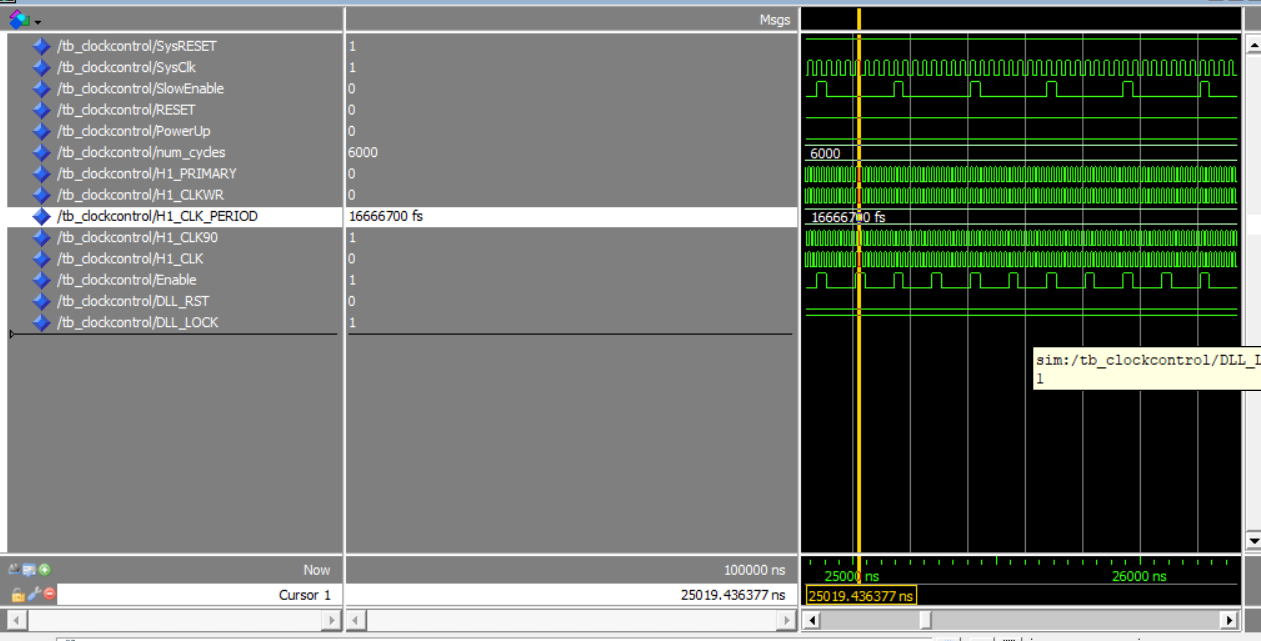 Msgs
/tb_clockcontrol/SysRESET 1
/tb_clockcontrol/SysClk 1
/tb_clockcontrol/SlowEnable 0
/tb_clockcontrol/RESET 0
/tb_clockcontrol/PowerUp 0
/tb_clockcontrol/num_cycles 6000 6000
/tb_clockcontrol/H1_PRIMARY 0
/tb_clockcontrol/H1_CLKWR 0
/tb_clockcontrol/H1_CLK_PERIOD 16666700 fs 16666700 fs
/tb_clockcontrol/H1_CLK90 1
/tb_clockcontrol/H1_CLK 0
/tb_clockcontrol/Enable 1
/tb_clockcontrol/DLL_RST 0
/tb_clockcontrol/DLL_LOCK 1
sim:/tb_clockcontrol/DLL_L
1
Now 100000 ns 25000 ns 26000 ns
Cursor 1 25019.436377 ns 25019.436377 ns